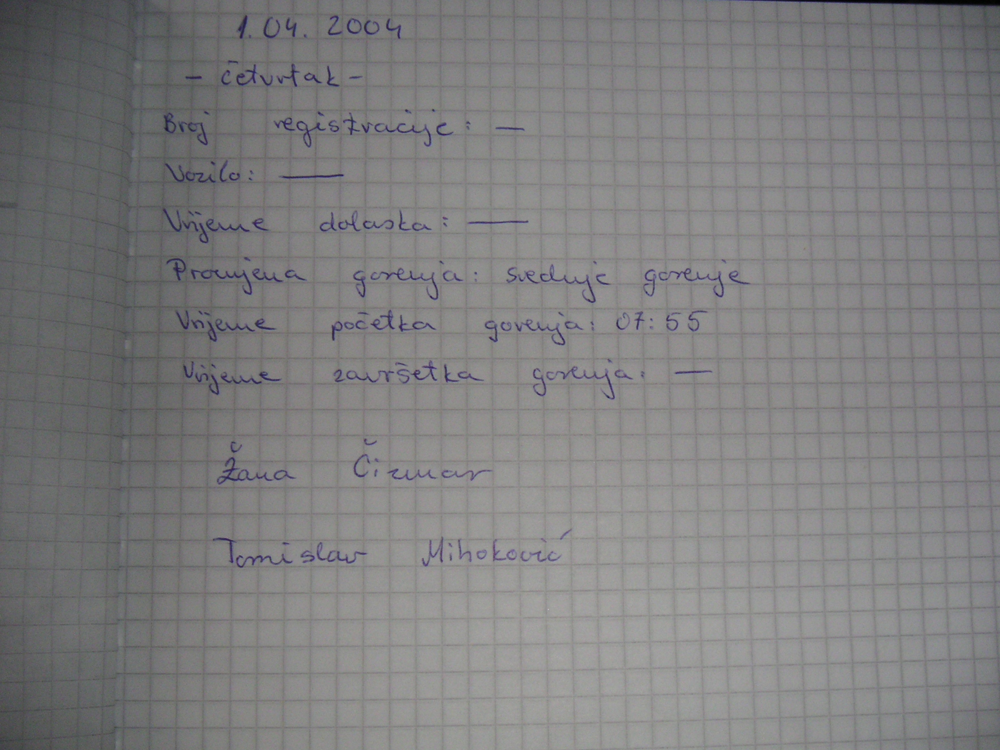 1.04. 2004
- četvrtak -
Broj registracije: —
Vozilo: —
Vrijeme dolaska: —
Promjena gorenja: srednje gorenje
Vrijeme početka gorenja: 07:55
Vrijeme završetka gorenja: —
Žana Čizmar
Tomislav Mihoković